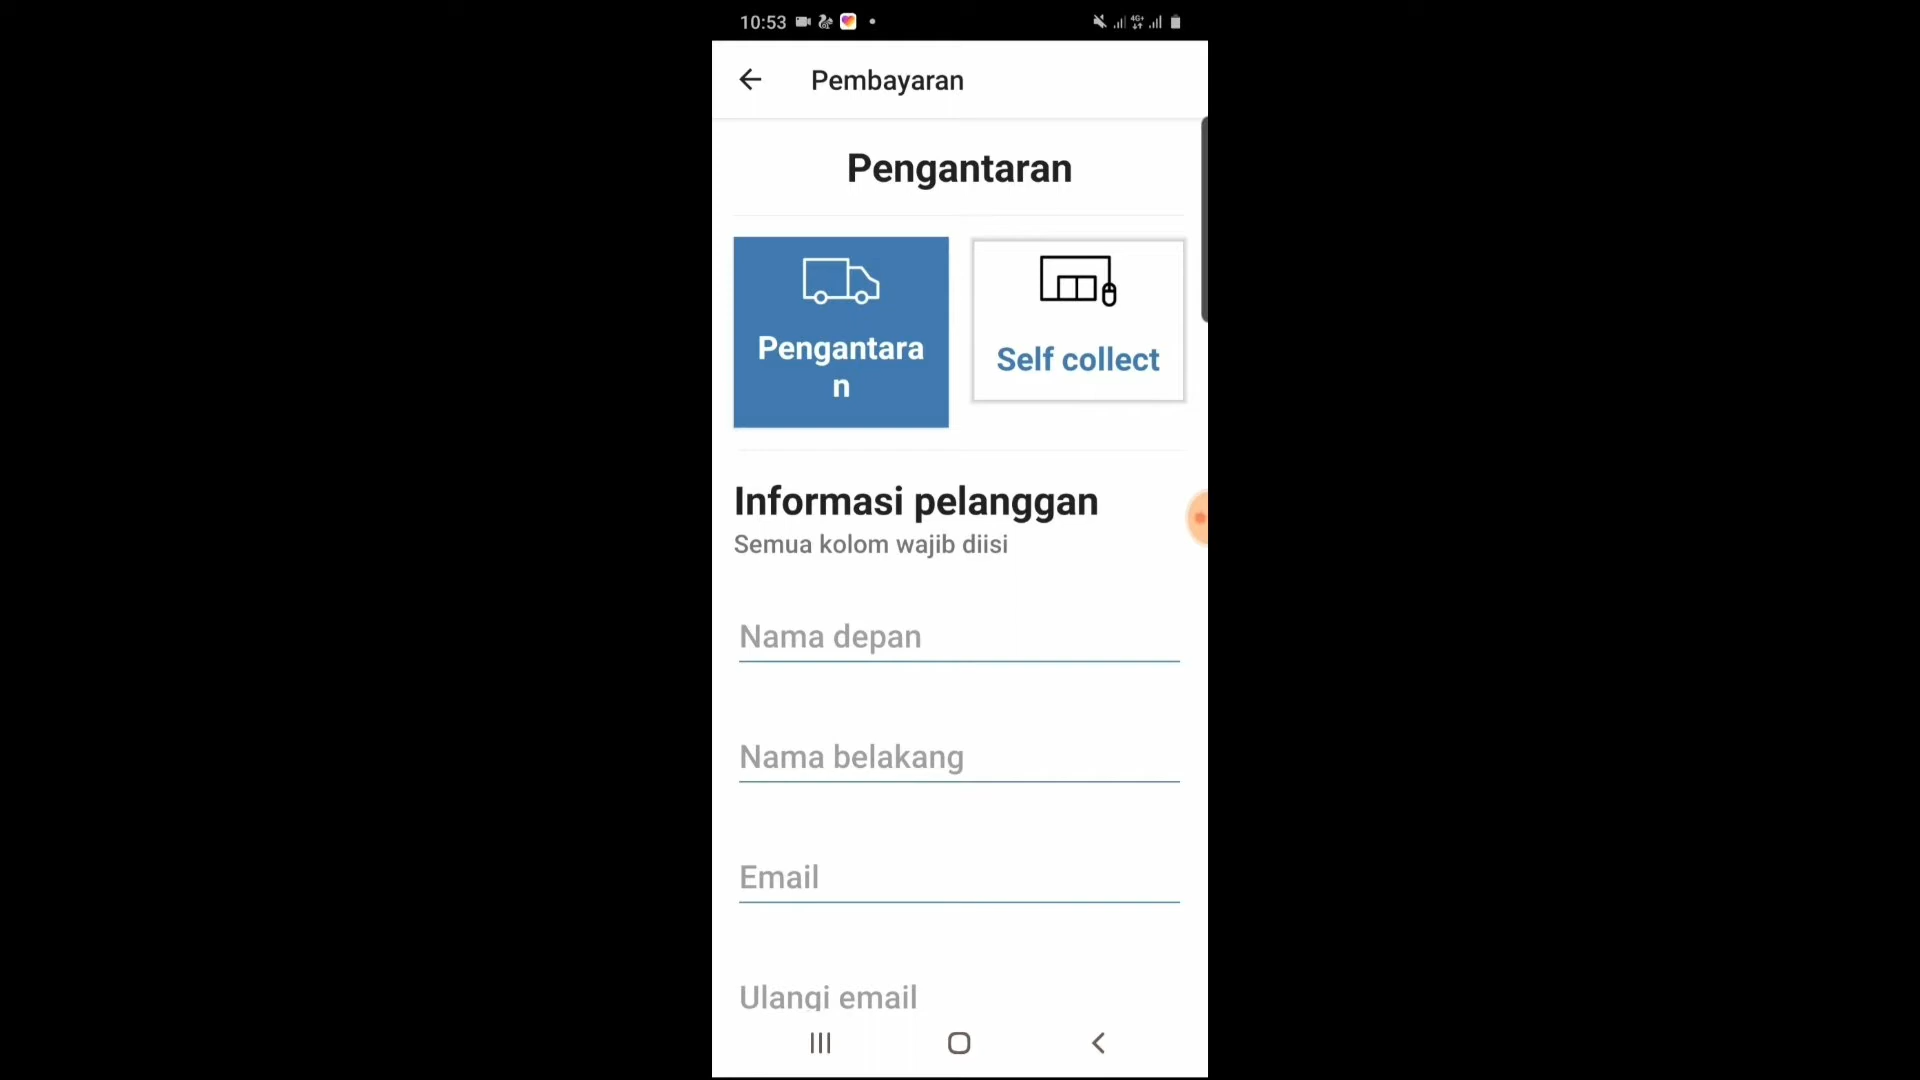 10:53
4G+
Pembayaran
Pengantaran
Pengantara
n
Self collect
Informasi pelanggan
Semua kolom wajib diisi
Nama depan
Nama belakang
Email
Ulangi email